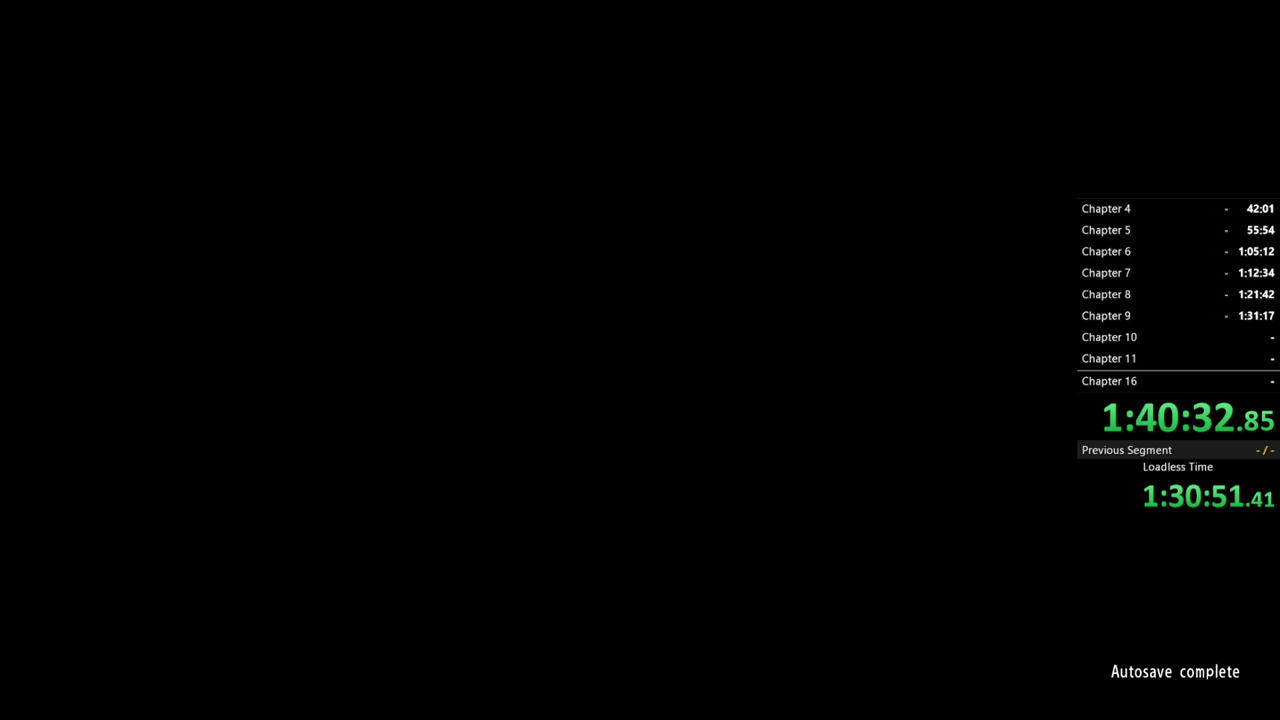 Chapter 4 - 42:01
Chapter 5 - 55:54
Chapter 6 - 1:05:12
Chapter 7 - 1:12:34
Chapter 8 - 1:21:42
Chapter 9 - 1:31:17
Chapter 10 -
Chapter 11 -
Chapter 16 -
1:40:32.85
Previous Segment - / -
Loadless Time
1:30:51.41
Autosave complete